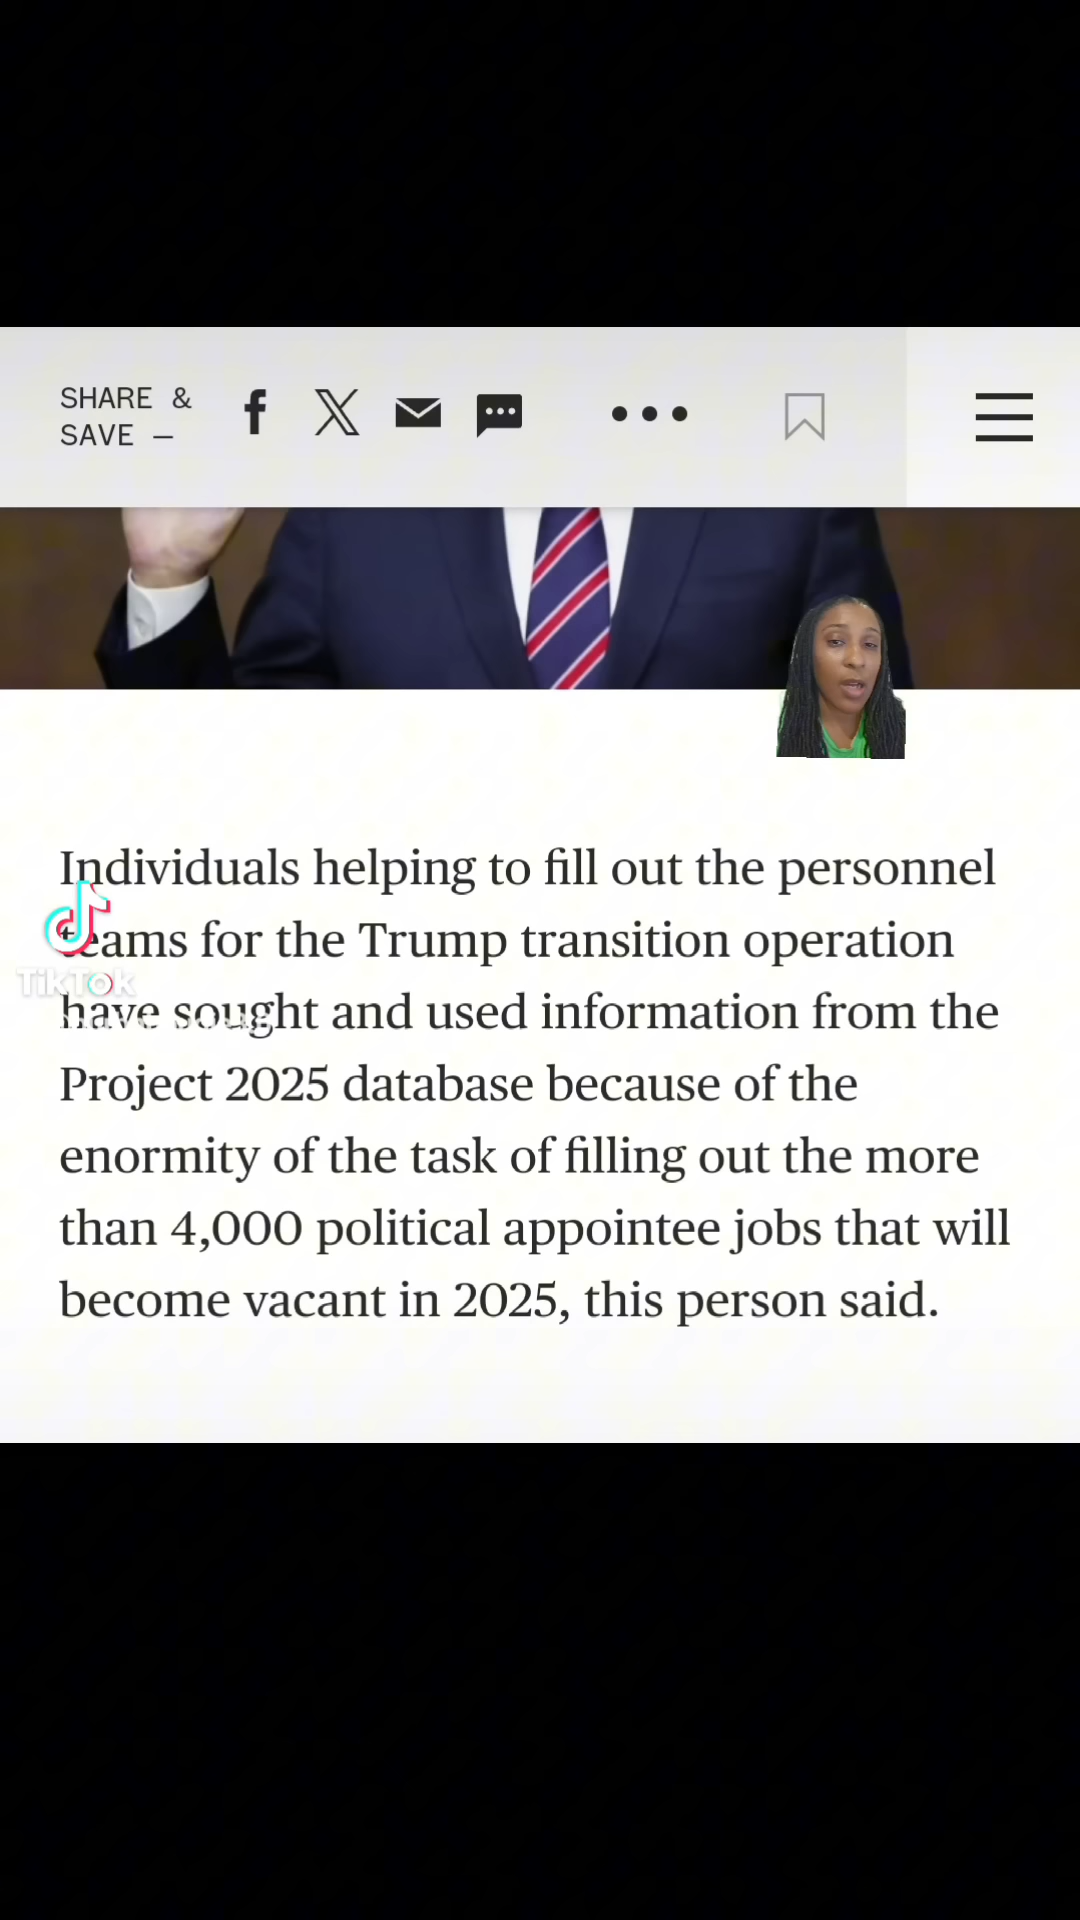 SHARE &
SAVE —
Individuals helping to fill out the personnel
teams for the Trump transition operation
TikTok
have sought and used information from the
Project 2025 database because of the
enormity of the task of filling out the more
than 4,000 political appointee jobs that will
become vacant in 2025, this person said.